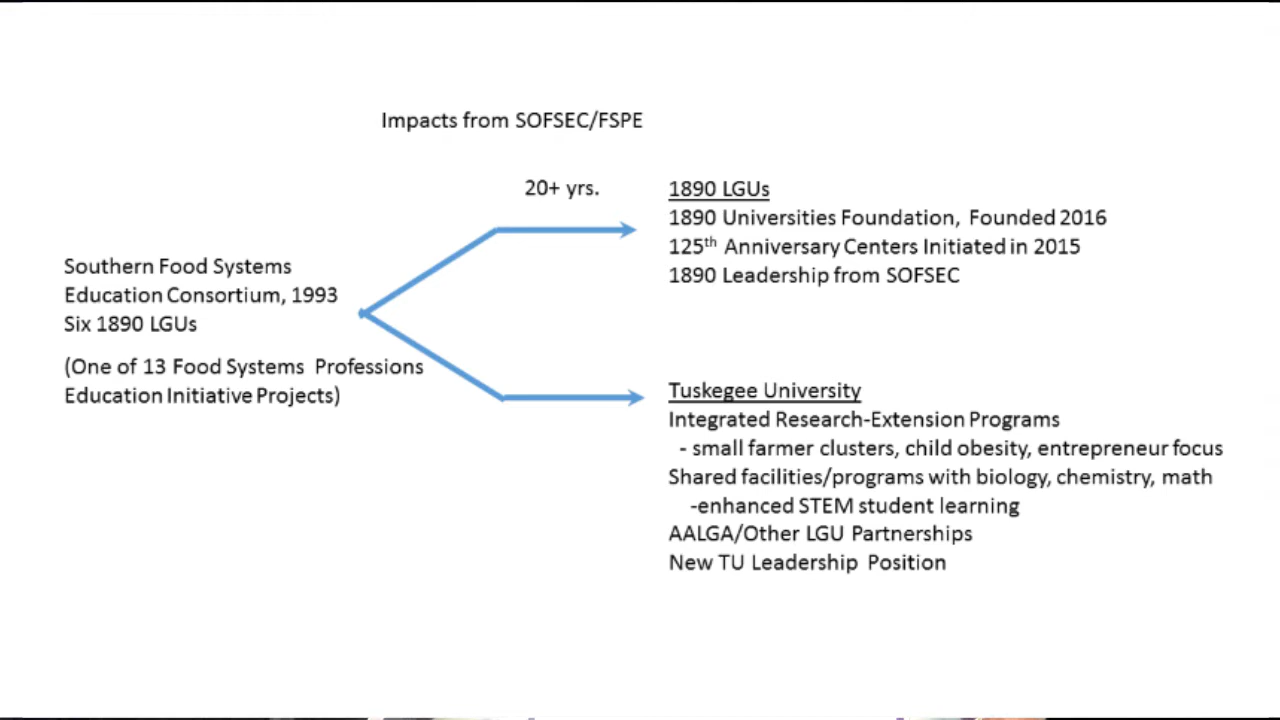 Impacts from SOFSEC/FSPE
20+ yrs.
Southern Food Systems
Education Consortium, 1993
Six 1890 LGUs
(One of 13 Food Systems Professions
Education Initiative Projects)
1890 LGUs
1890 Universities Foundation, Founded 2016
125th Anniversary Centers Initiated in 2015
1890 Leadership from SOFSEC
Tuskegee University
Integrated Research-Extension Programs
- small farmer clusters, child obesity, entrepreneur focus
Shared facilities/programs with biology, chemistry, math
-enhanced STEM student learning
AALGA/Other LGU Partnerships
New TU Leadership Position